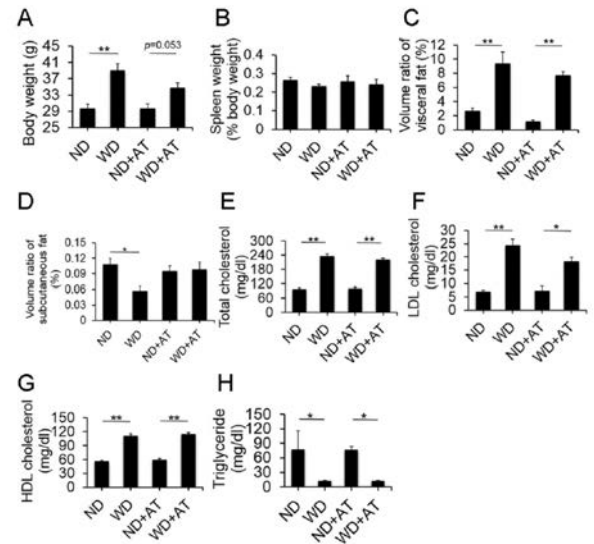 A
Body weight (g)
45
41
37
33
29
25
**
p=0.053
ND
WD
ND+AT
WD+AT
B
Spleen weight
(% body weight)
0.4
0.3
0.2
0.1
0
ND
WD
ND+AT
WD+AT
C
Volume ratio of
visceral fat (%)
12
10
8
6
4
2
0
**
**
ND
WD
ND+AT
WD+AT
D
Volume ratio of
subcutaneous fat
(%)
0.15
0.12
0.09
0.06
0.03
0
*
ND
WD
ND+AT
WD+AT
E
Total cholesterol
(mg/dl)
300
240
180
120
60
0
**
**
ND
WD
ND+AT
WD+AT
F
LDL cholesterol
(mg/dl)
30
25
20
15
10
5
0
**
*
ND
WD
ND+AT
WD+AT
G
HDL cholesterol
(mg/dl)
150
120
90
60
30
0
**
**
ND
WD
ND+AT
WD+AT
H
Triglyceride
(mg/dl)
150
120
90
60
30
0
*
*
ND
WD
ND+AT
WD+AT